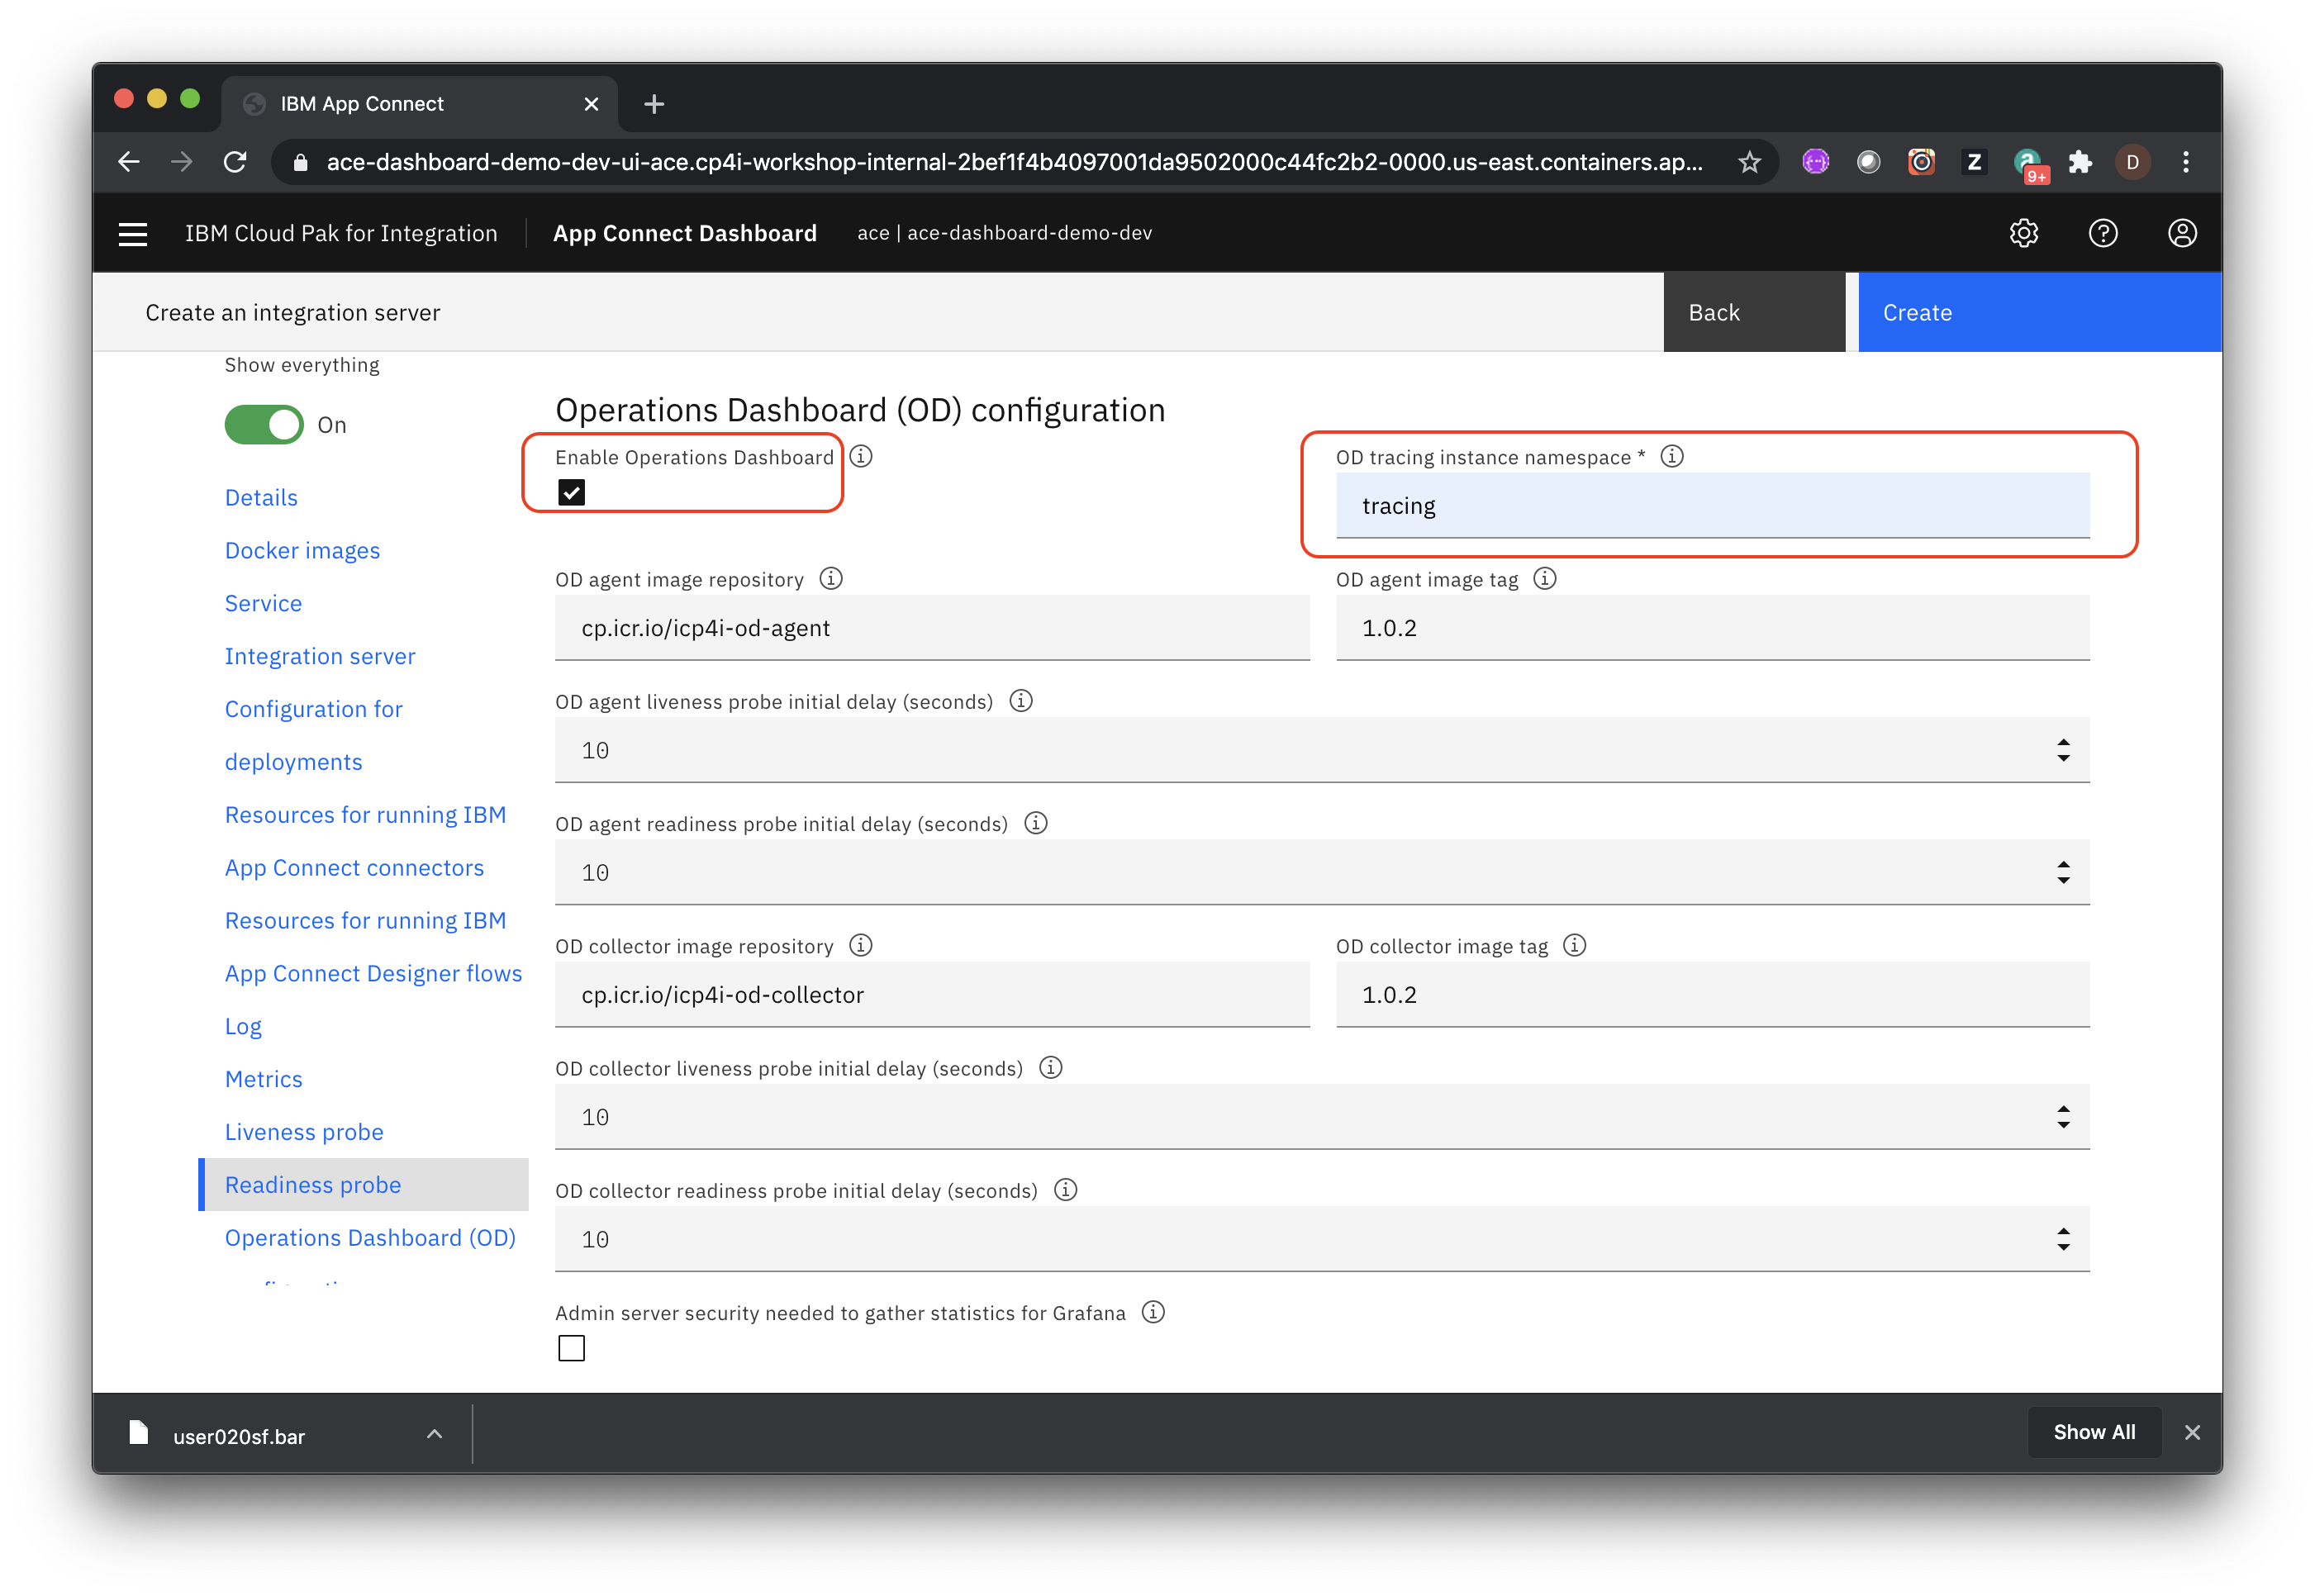 IBM App Connect
ace-dashboard-demo-dev-ui-ace.cp4i-workshop-internal-2bef1f4b4097001da9502000c44fc2b2-0000.us-east.containers.ap...
Z
a
9+
D
IBM Cloud Pak for Integration
App Connect Dashboard
ace | ace-dashboard-demo-dev
Create an integration server
Back
Create
Show everything
On
Details
Docker images
Service
Integration server
Configuration for
deployments
Resources for running IBM
App Connect connectors
Resources for running IBM
App Connect Designer flows
Log
Metrics
Liveness probe
Readiness probe
Operations Dashboard (OD)
Operations Dashboard (OD) configuration
Enable Operations Dashboard
OD tracing instance namespace *
tracing
OD agent image repository
OD agent image tag
cp.icr.io/icp4i-od-agent
1.0.2
OD agent liveness probe initial delay (seconds)
10
OD agent readiness probe initial delay (seconds)
10
OD collector image repository
OD collector image tag
cp.icr.io/icp4i-od-collector
1.0.2
OD collector liveness probe initial delay (seconds)
10
OD collector readiness probe initial delay (seconds)
10
Admin server security needed to gather statistics for Grafana
user020sf.bar
Show All